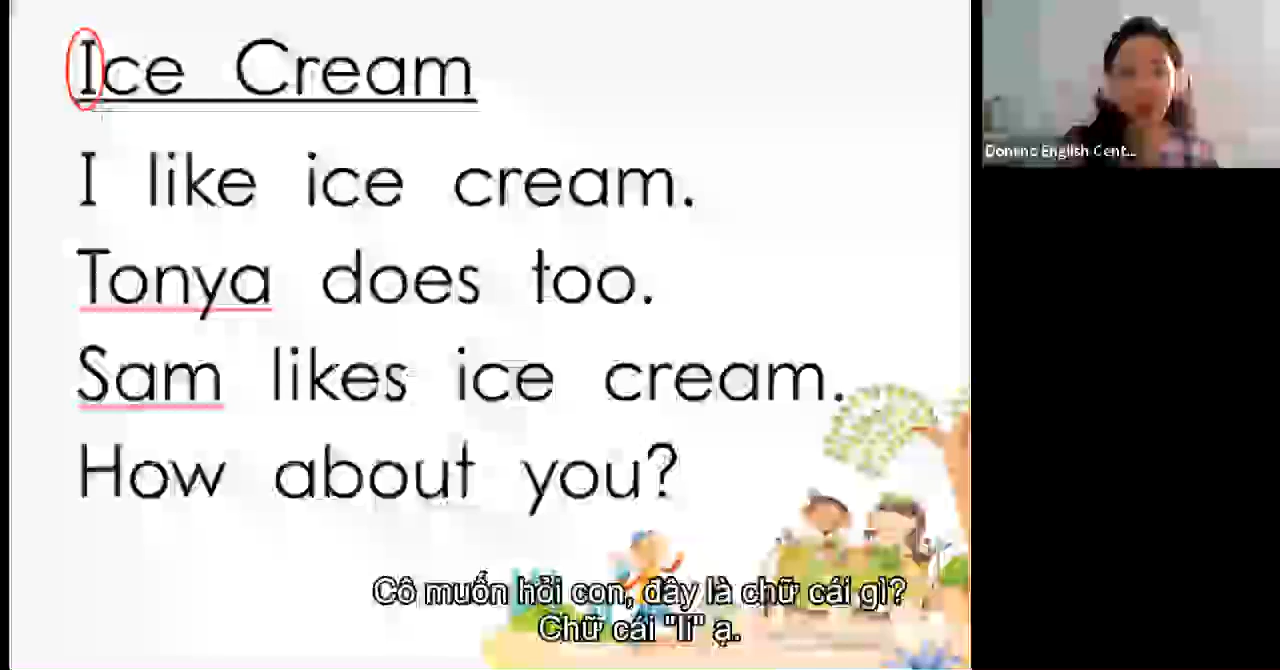 Ice Cream
I like ice cream.
Tonya does too.
Sam likes ice cream.
How about you?
Domino English Cent...
Cô muốn hỏi con, đây là chữ cái gì?
Chữ cái "Ii" ạ.